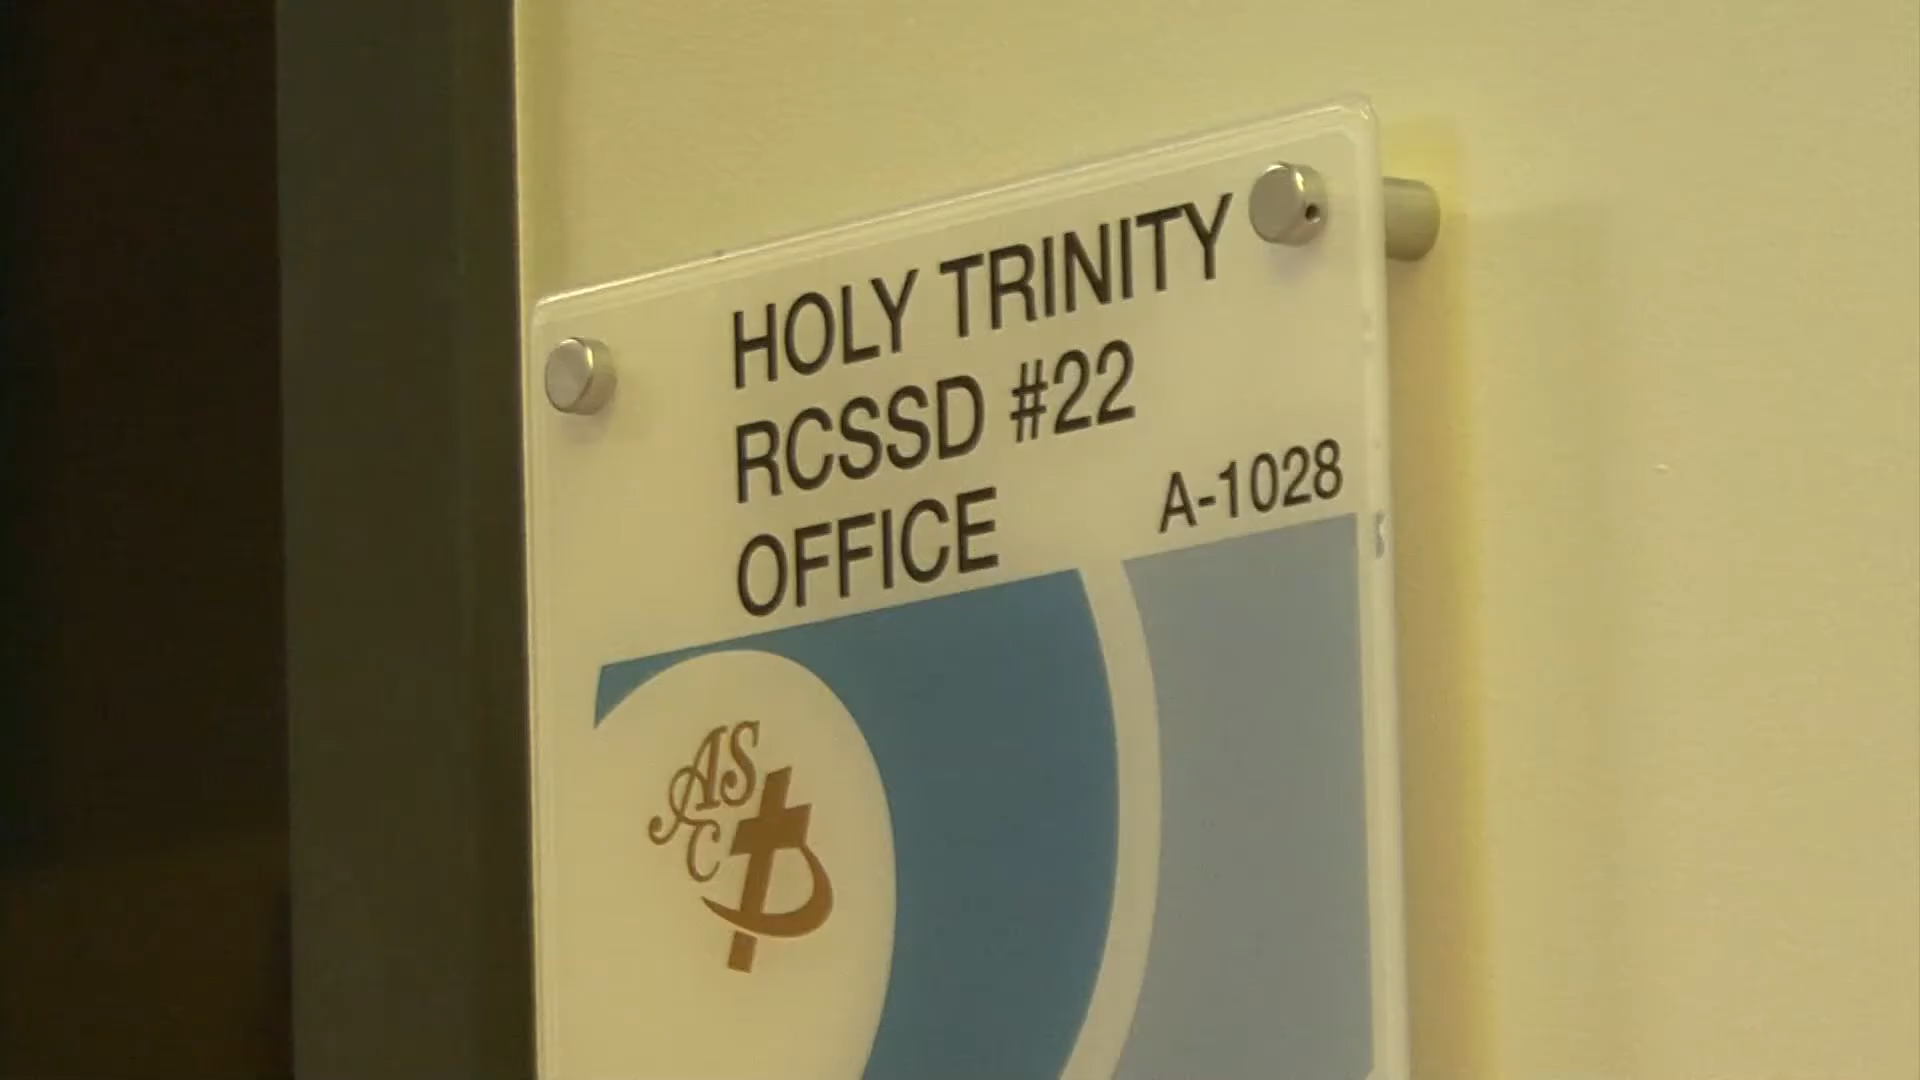 HOLY TRINITY
RCSSD #22
OFFICE
A-1028
ASC